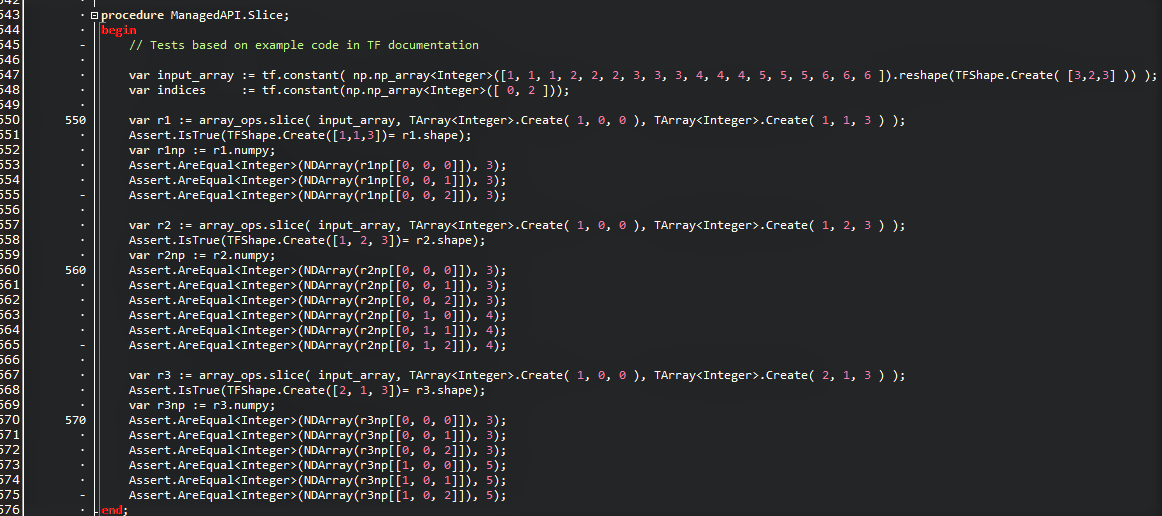 542
543 procedure ManagedAPI.Slice;
544 begin
545 // Tests based on example code in TF documentation
546
547 var input_array := tf.constant( np.np_array<Integer>([1, 1, 1, 2, 2, 2, 3, 3, 3, 4, 4, 4, 5, 5, 5, 6, 6, 6 ]).reshape(TFShape.Create( [3,2,3] )) );
548 var indices     := tf.constant(np.np_array<Integer>([ 0, 2 ]));
549
550 550 var r1 := array_ops.slice( input_array, TArray<Integer>.Create( 1, 0, 0 ), TArray<Integer>.Create( 1, 1, 3 ) );
551 Assert.IsTrue(TFShape.Create([1,1,3])= r1.shape);
552 var r1np := r1.numpy;
553 Assert.AreEqual<Integer>(NDArray(r1np[[0, 0, 0]]), 3);
554 Assert.AreEqual<Integer>(NDArray(r1np[[0, 0, 1]]), 3);
555 Assert.AreEqual<Integer>(NDArray(r1np[[0, 0, 2]]), 3);
556
557 var r2 := array_ops.slice( input_array, TArray<Integer>.Create( 1, 0, 0 ), TArray<Integer>.Create( 1, 2, 3 ) );
558 Assert.IsTrue(TFShape.Create([1, 2, 3])= r2.shape);
559 var r2np := r2.numpy;
560 560 Assert.AreEqual<Integer>(NDArray(r2np[[0, 0, 0]]), 3);
561 Assert.AreEqual<Integer>(NDArray(r2np[[0, 0, 1]]), 3);
562 Assert.AreEqual<Integer>(NDArray(r2np[[0, 0, 2]]), 3);
563 Assert.AreEqual<Integer>(NDArray(r2np[[0, 1, 0]]), 4);
564 Assert.AreEqual<Integer>(NDArray(r2np[[0, 1, 1]]), 4);
565 Assert.AreEqual<Integer>(NDArray(r2np[[0, 1, 2]]), 4);
566
567 var r3 := array_ops.slice( input_array, TArray<Integer>.Create( 1, 0, 0 ), TArray<Integer>.Create( 2, 1, 3 ) );
568 Assert.IsTrue(TFShape.Create([2, 1, 3])= r3.shape);
569 var r3np := r3.numpy;
570 570 Assert.AreEqual<Integer>(NDArray(r3np[[0, 0, 0]]), 3);
571 Assert.AreEqual<Integer>(NDArray(r3np[[0, 0, 1]]), 3);
572 Assert.AreEqual<Integer>(NDArray(r3np[[0, 0, 2]]), 3);
573 Assert.AreEqual<Integer>(NDArray(r3np[[1, 0, 0]]), 5);
574 Assert.AreEqual<Integer>(NDArray(r3np[[1, 0, 1]]), 5);
575 Assert.AreEqual<Integer>(NDArray(r3np[[1, 0, 2]]), 5);
576 end;